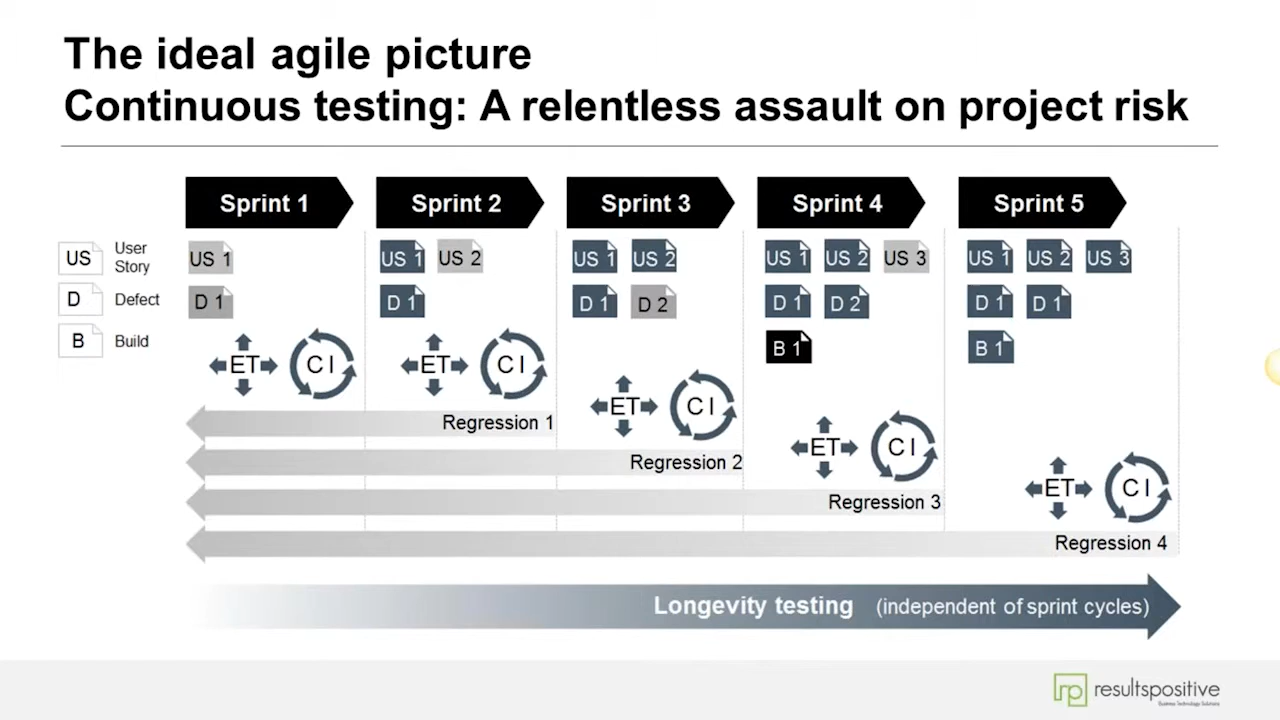 The ideal agile picture
Continuous testing: A relentless assault on project risk
Sprint 1
Sprint 2
Sprint 3
Sprint 4
Sprint 5
US
User
Story
US 1
US 1
US 2
US 1
US 2
US 1
US 2
US 3
US 1
US 2
US 3
D
Defect
D 1
D 1
D 1
D 2
D 1
D 2
D 1
D 1
B
Build
B 1
B 1
ET
C I
ET
C I
ET
C I
ET
C I
ET
C I
Regression 1
Regression 2
Regression 3
Regression 4
Longevity testing (independent of sprint cycles)
rp resultspositive
Business Technology Solutions